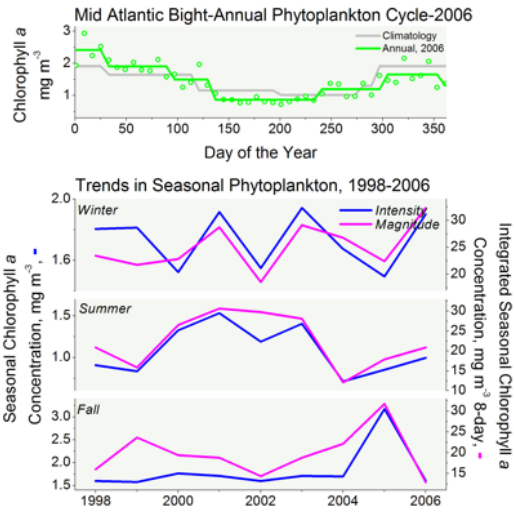 Mid Atlantic Bight-Annual Phytoplankton Cycle-2006
Chlorophyll a
mg m-3
3
2
1
Climatology
Annual, 2006
0 50 100 150 200 250 300 350
Day of the Year
Trends in Seasonal Phytoplankton, 1998-2006
Seasonal Chlorophyll a
Concentration, mg m-3, -
2.0
1.6
Winter
Intensity
Magnitude
30
25
20
1.5
1.0
Summer
30
25
20
15
10
3.0
2.5
2.0
1.5
Fall
30
25
20
15
1998 2000 2002 2004 2006
Integrated Seasonal Chlorophyll a
Concentration, mg m-3 8-day, -